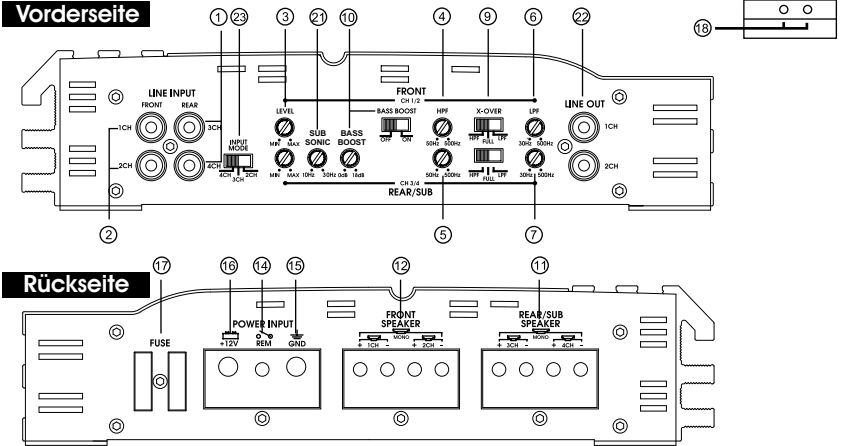 Vorderseite
1 23 3 21 10 4 9 6 22 18
LINE INPUT
FRONT REAR
1CH 3CH
2CH 4CH
INPUT MODE
4CH 3CH 2CH
FRONT
CH 1/2
LEVEL
MIN MAX
MIN MAX
SUB SONIC
10Hz 30Hz
BASS BOOST
0dB 18dB
BASS BOOST
OFF ON
HPF
50Hz 500Hz
50Hz 500Hz
X-OVER
HPF FULL LPF
HPF FULL LPF
LPF
30Hz 500Hz
30Hz 500Hz
LINE OUT
1CH
2CH
CH 3/4
REAR/SUB
2 5 7
Rückseite
17 16 14 15 12 11
FUSE
POWER INPUT
+12V REM GND
FRONT SPEAKER
MONO
+ 1CH - + 2CH -
REAR/SUB SPEAKER
MONO
+ 3CH - + 4CH -